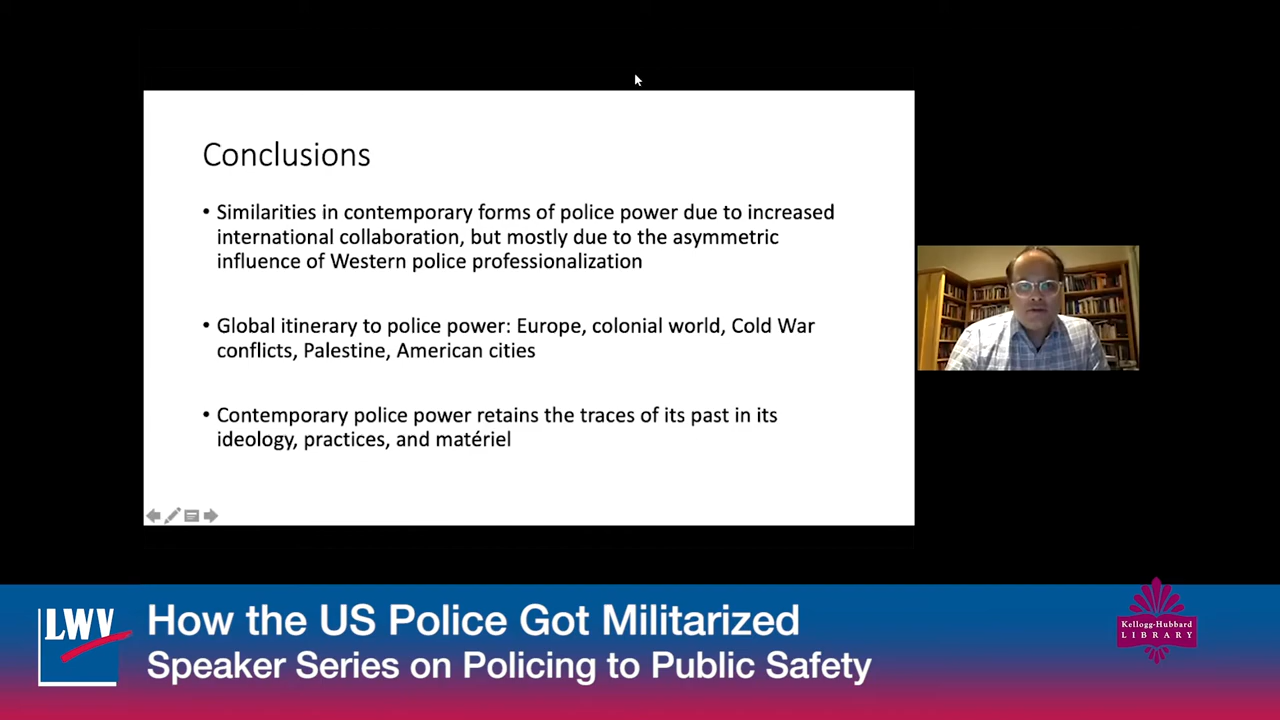 Conclusions
• Similarities in contemporary forms of police power due to increased
international collaboration, but mostly due to the asymmetric
influence of Western police professionalization
• Global itinerary to police power: Europe, colonial world, Cold War
conflicts, Palestine, American cities
• Contemporary police power retains the traces of its past in its
ideology, practices, and matériel
LWV
How the US Police Got Militarized
Speaker Series on Policing to Public Safety
Kellogg-Hubbard
LIBRARY